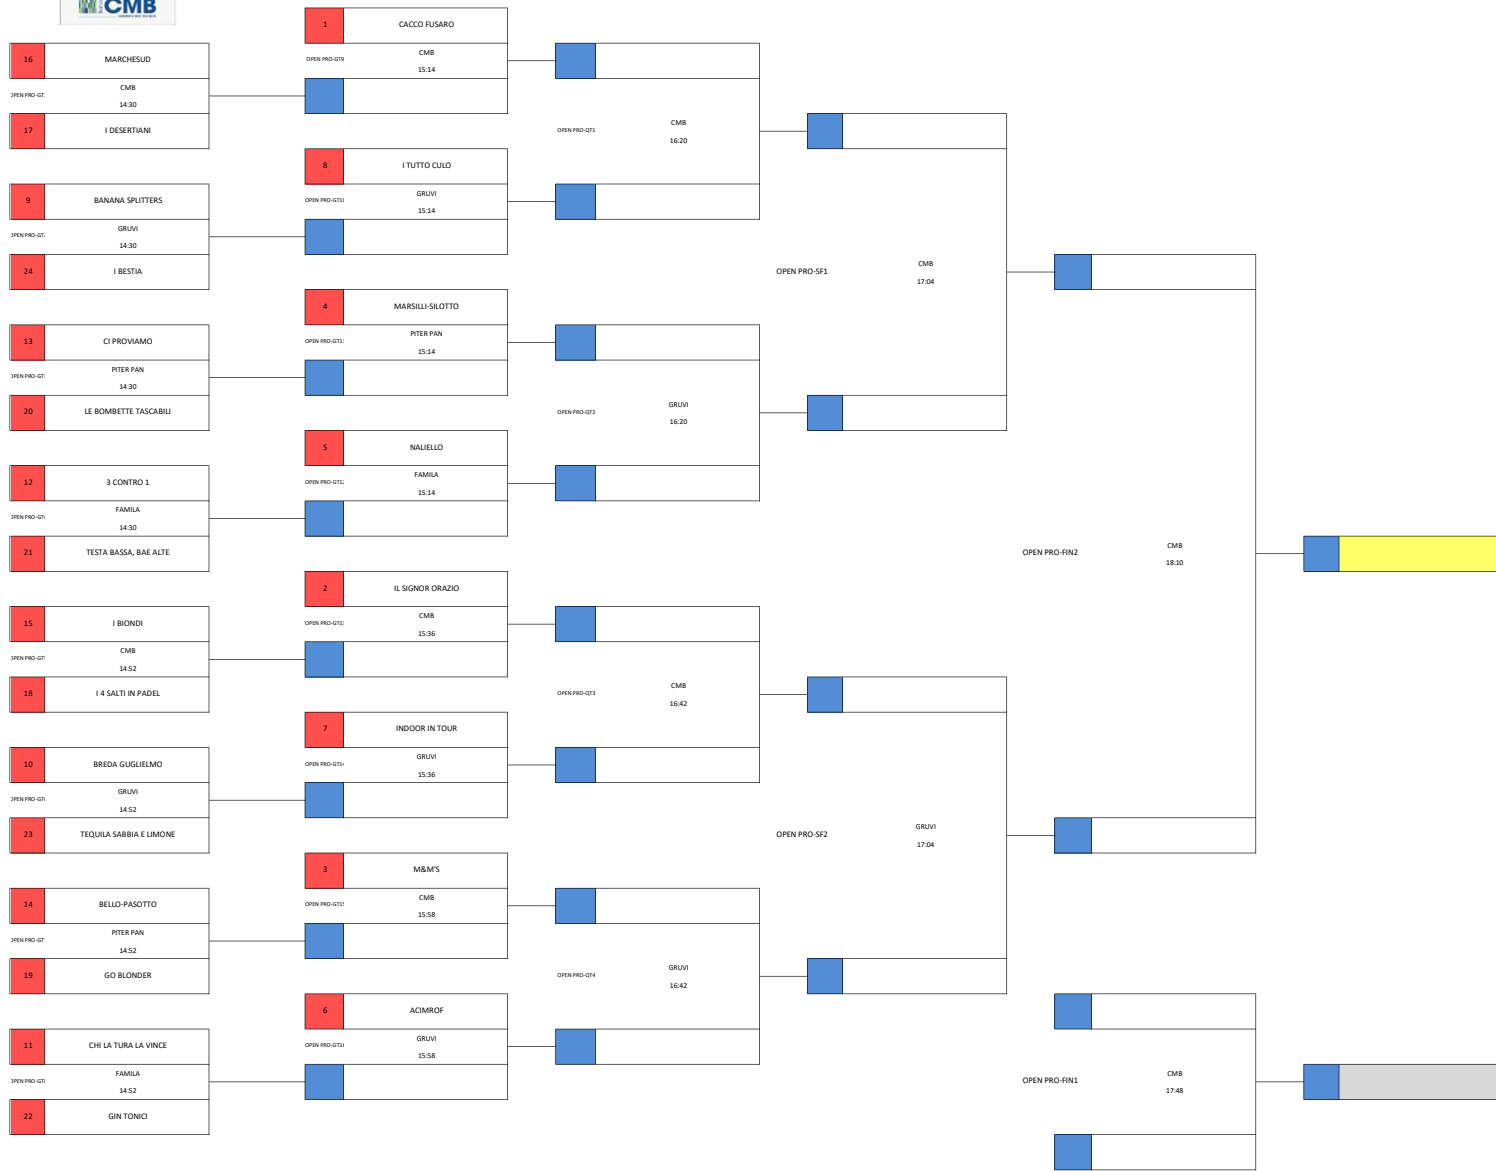 CMB
1 CACCO FUSARO
OPEN PRO-GT9 CMB
15:14
16 MARCHESUD
CMB
14:30
17 I DESERTIANI
OPEN PRO-QT1 CMB
16:20
8 I TUTTO CULO
GRUVI
15:14
9 BANANA SPLITTERS
GRUVI
14:30
24 I BESTIA
OPEN PRO-SF1 CMB
17:04
4 MARSILLI-SILOTTO
PITER PAN
15:14
13 CI PROVIAMO
PITER PAN
14:30
20 LE BOMBETTE TASCABILI
OPEN PRO-QT2 GRUVI
16:20
5 NALIELLO
FAMILA
15:14
12 3 CONTRO 1
FAMILA
14:30
21 TESTA BASSA, BAE ALTE
OPEN PRO-FIN2 CMB
18:10
2 IL SIGNOR ORAZIO
CMB
15:36
15 I BIONDI
CMB
14:52
18 I 4 SALTI IN PADEL
OPEN PRO-QT3 CMB
16:42
7 INDOOR IN TOUR
GRUVI
15:36
10 BREDA GUGLIELMO
GRUVI
14:52
23 TEQUILA SABBIA E LIMONE
OPEN PRO-SF2 GRUVI
17:04
3 M&M'S
CMB
15:58
14 BELLO-PASOTTO
PITER PAN
14:52
19 GO BLONDER
OPEN PRO-QT4 GRUVI
16:42
6 ACIMROF
GRUVI
15:58
11 CHI LA TURA LA VINCE
FAMILA
14:52
22 GIN TONICI
OPEN PRO-FIN1 CMB
17:48